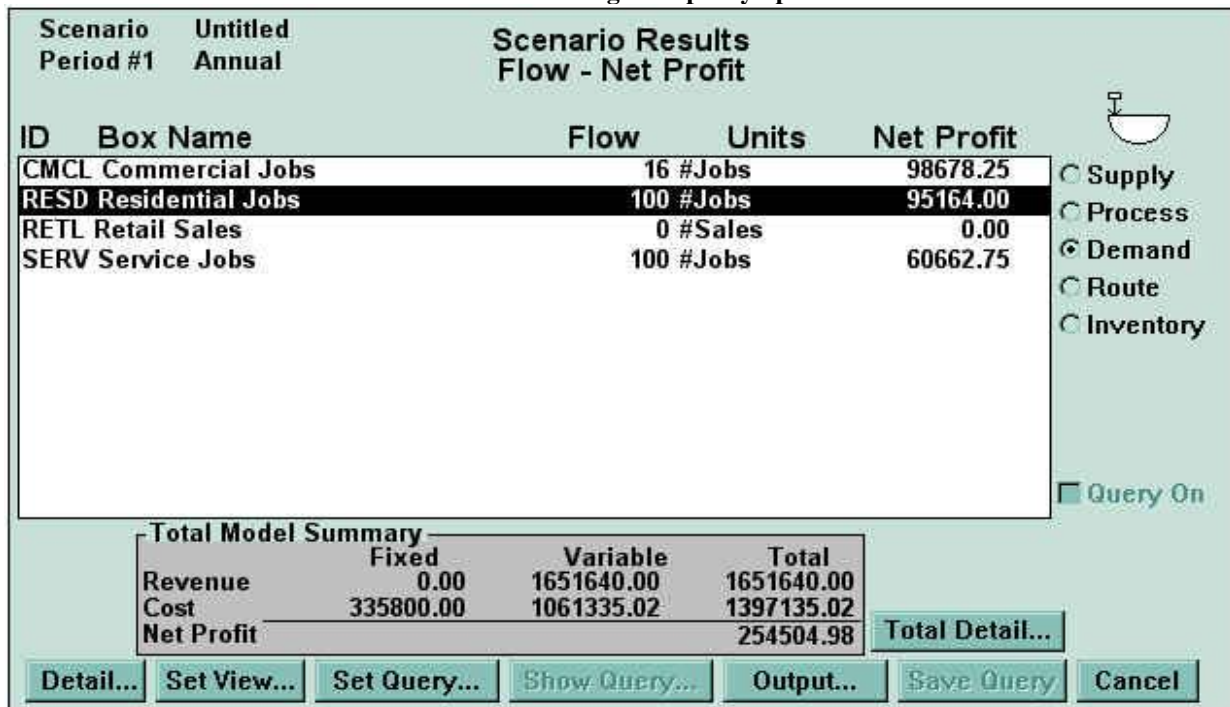 Scenario Untitled
Period #1 Annual
Scenario Results
Flow - Net Profit
ID Box Name Flow Units Net Profit
CMCL Commercial Jobs 16 #Jobs 98678.25
RESD Residential Jobs 100 #Jobs 95164.00
RETL Retail Sales 0 #Sales 0.00
SERV Service Jobs 100 #Jobs 60662.75
Supply
Process
Demand
Route
Inventory
Query On
Total Model Summary
Fixed Variable Total
Revenue 0.00 1651640.00 1651640.00
Cost 335800.00 1061335.02 1397135.02
Net Profit 254504.98
Total Detail...
Detail... Set View... Set Query... Show Query... Output... Save Query Cancel